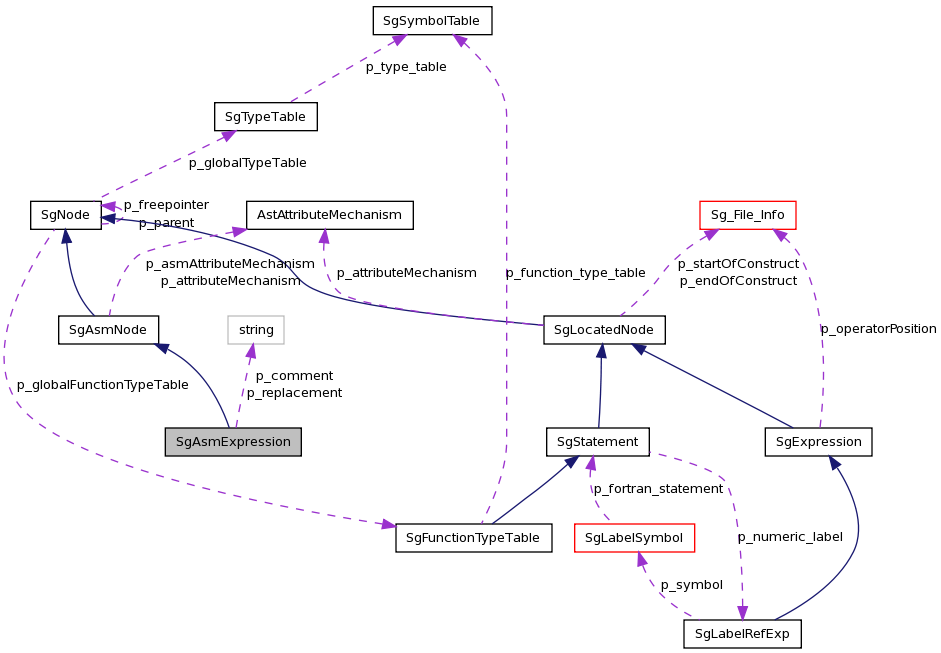 SgSymbolTable
p_type_table
SgTypeTable
p_globalTypeTable
p_freepointer
p_parent
SgNode
AstAttributeMechanism
Sg_File_Info
p_asmAttributeMechanism
p_attributeMechanism
p_attributeMechanism
p_function_type_table
p_startOfConstruct
p_endOfConstruct
SgAsmNode
string
SgLocatedNode
p_operatorPosition
p_globalFunctionTypeTable
p_comment
p_replacement
SgAsmExpression
SgStatement
SgExpression
p_fortran_statement
SgFunctionTypeTable
SgLabelSymbol
p_numeric_label
p_symbol
SgLabelRefExp